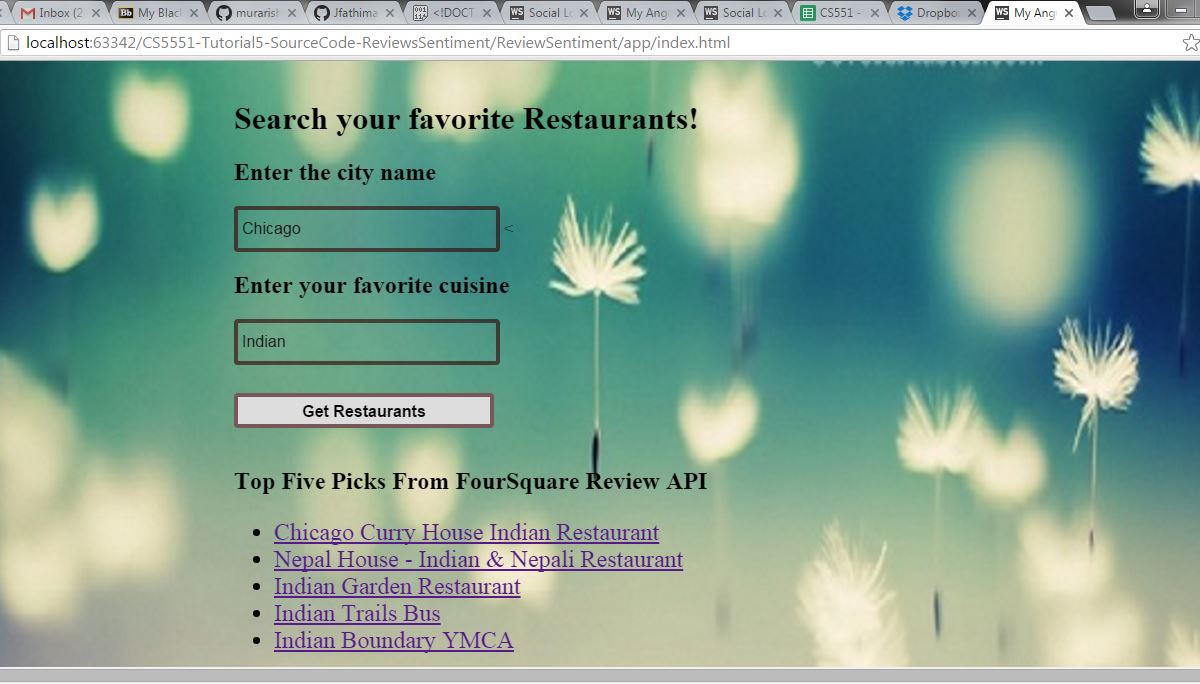 Inbox (2
My Blac
murarish
Jfathima
<!DOCT
Social Lo
My Ang
Social Lo
CS551 -
Dropbo
My Ang
localhost:63342/CS5551-Tutorial5-SourceCode-ReviewsSentiment/ReviewSentiment/app/index.html
Search your favorite Restaurants!
Enter the city name
Chicago <
Enter your favorite cuisine
Indian
Get Restaurants
Top Five Picks From FourSquare Review API
Chicago Curry House Indian Restaurant
Nepal House - Indian & Nepali Restaurant
Indian Garden Restaurant
Indian Trails Bus
Indian Boundary YMCA